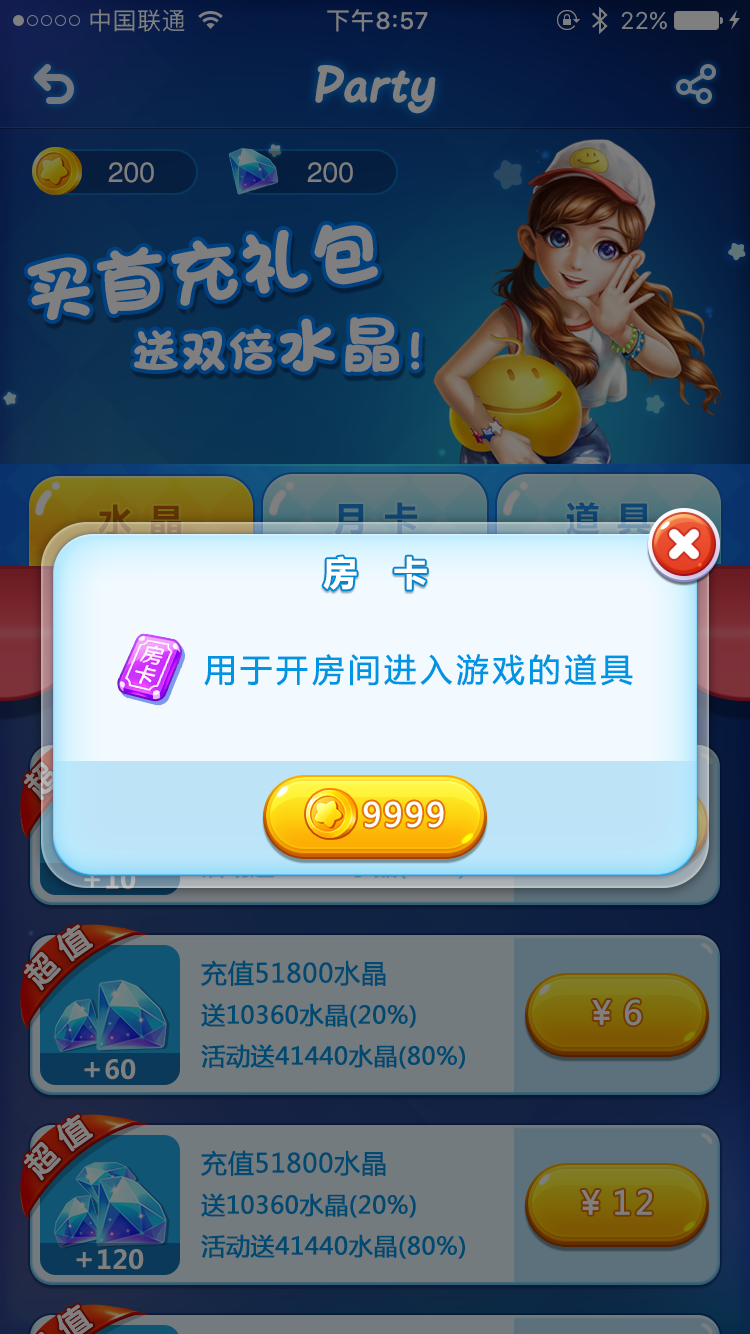 中国联通 下午8:57 22%
Party
200 200
买首充礼包
送双倍水晶!
水晶 月卡 道具
房卡
房卡 用于开房间进入游戏的道具
9999
超
+10
超值
充值51800水晶
送10360水晶(20%)
活动送41440水晶(80%)
¥ 6
+60
超值
充值51800水晶
送10360水晶(20%)
活动送41440水晶(80%)
¥ 12
+120
超值